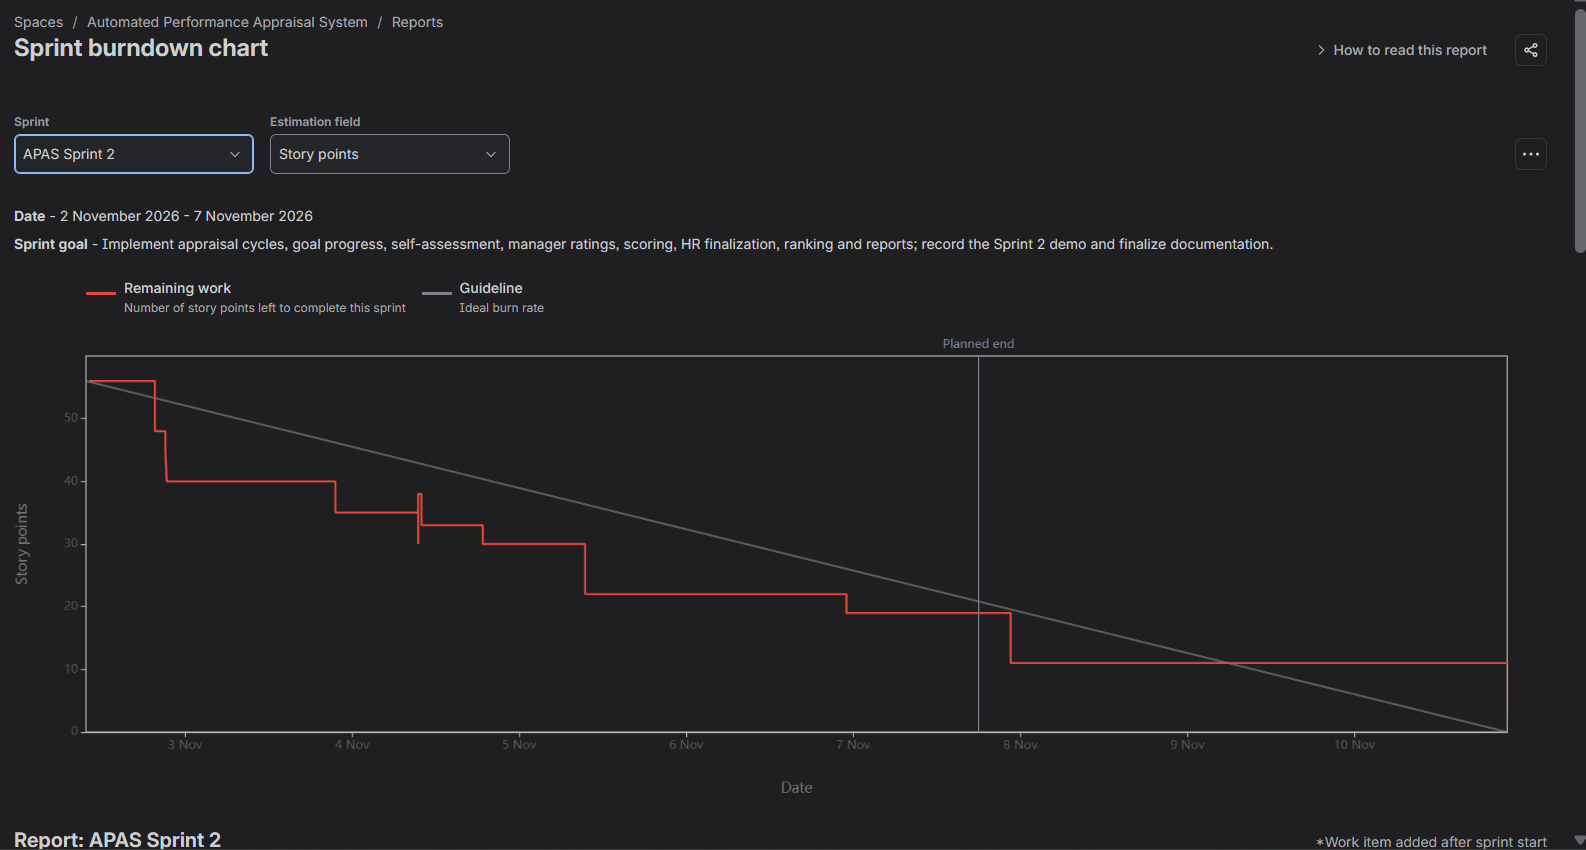 Spaces / Automated Performance Appraisal System / Reports
Sprint burndown chart
How to read this report
Sprint
Estimation field
APAS Sprint 2
Story points
Date - 2 November 2026 - 7 November 2026
Sprint goal - Implement appraisal cycles, goal progress, self-assessment, manager ratings, scoring, HR finalization, ranking and reports; record the Sprint 2 demo and finalize documentation.
Remaining work
Number of story points left to complete this sprint
Guideline
Ideal burn rate
Planned end
Story points
50
40
30
20
10
0
3 Nov
4 Nov
5 Nov
6 Nov
7 Nov
8 Nov
9 Nov
10 Nov
Date
Report: APAS Sprint 2
*Work item added after sprint start